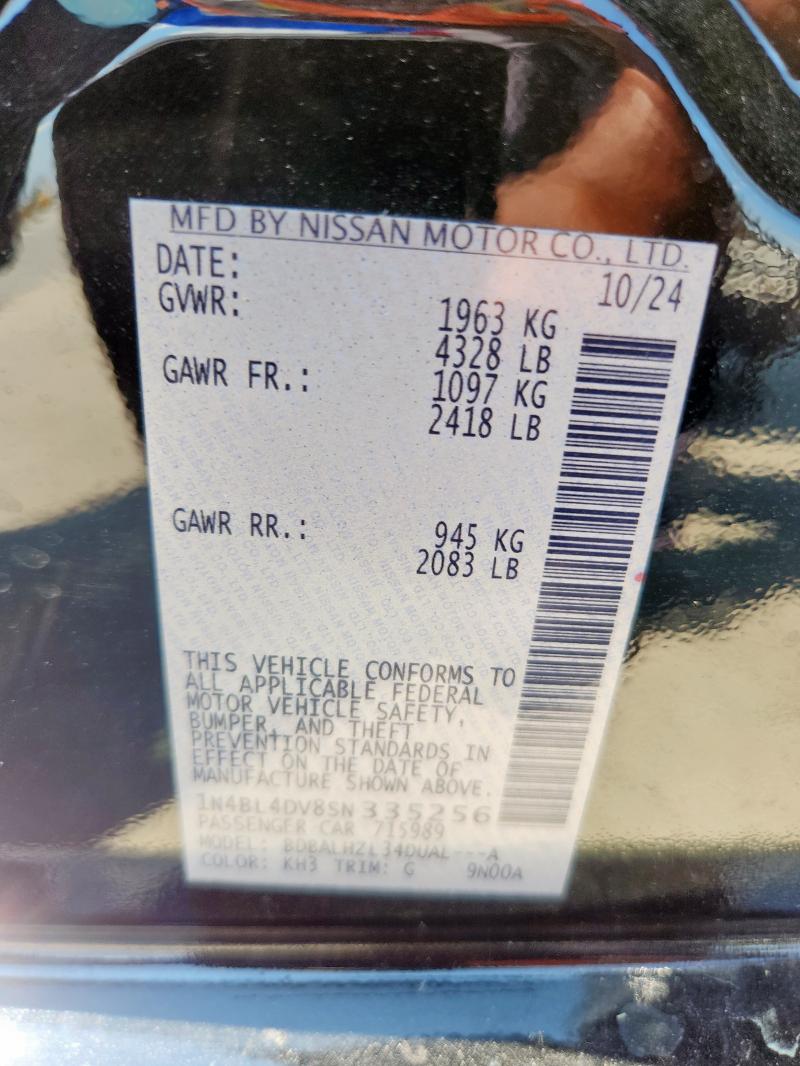 MFD BY NISSAN MOTOR CO., LTD.
DATE: 10/24
GVWR: 1963 KG
4328 LB
GAWR FR.: 1097 KG
2418 LB
GAWR RR.: 945 KG
2083 LB
THIS VEHICLE CONFORMS TO
ALL APPLICABLE FEDERAL
MOTOR VEHICLE SAFETY,
BUMPER, AND THEFT
PREVENTION STANDARDS IN
EFFECT ON THE DATE OF
MANUFACTURE SHOWN ABOVE.
1N4BL4DV8SN335256
PASSENGER CAR 715989
MODEL: BDBALHZL34DUAL---A
COLOR: KH3 TRIM: G 9N00A